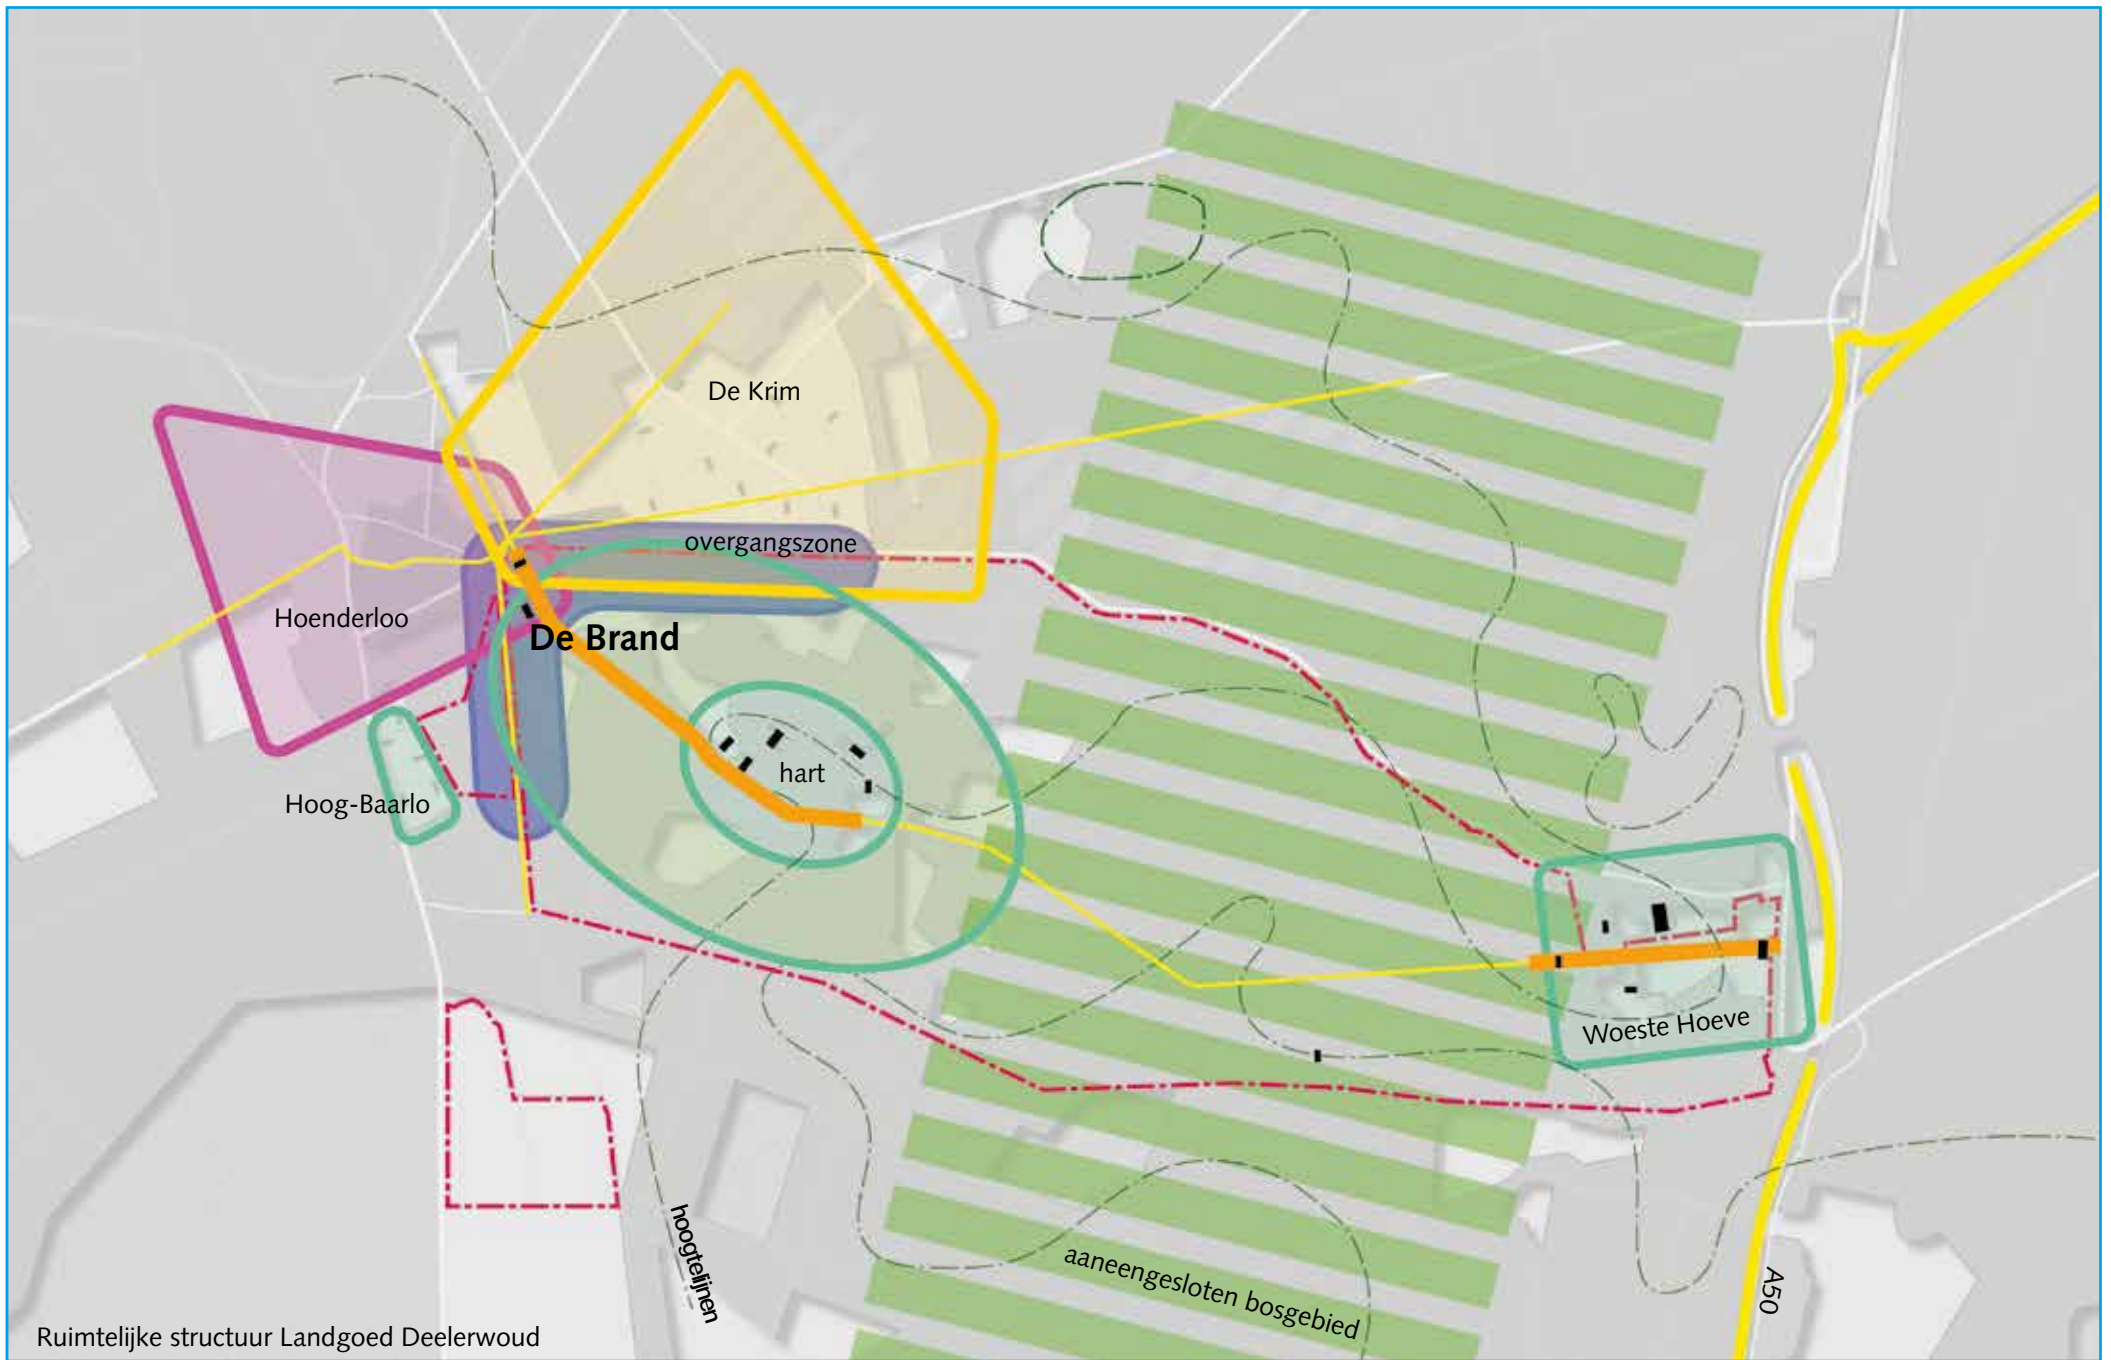 De Krim
overgangszone
Hoenderloo
De Brand
hart
Hoog-Baarlo
Woeste Hoeve
hoogtelijnen
aaneengesloten bosgebied
A50
Ruimtelijke structuur Landgoed Deelerwoud